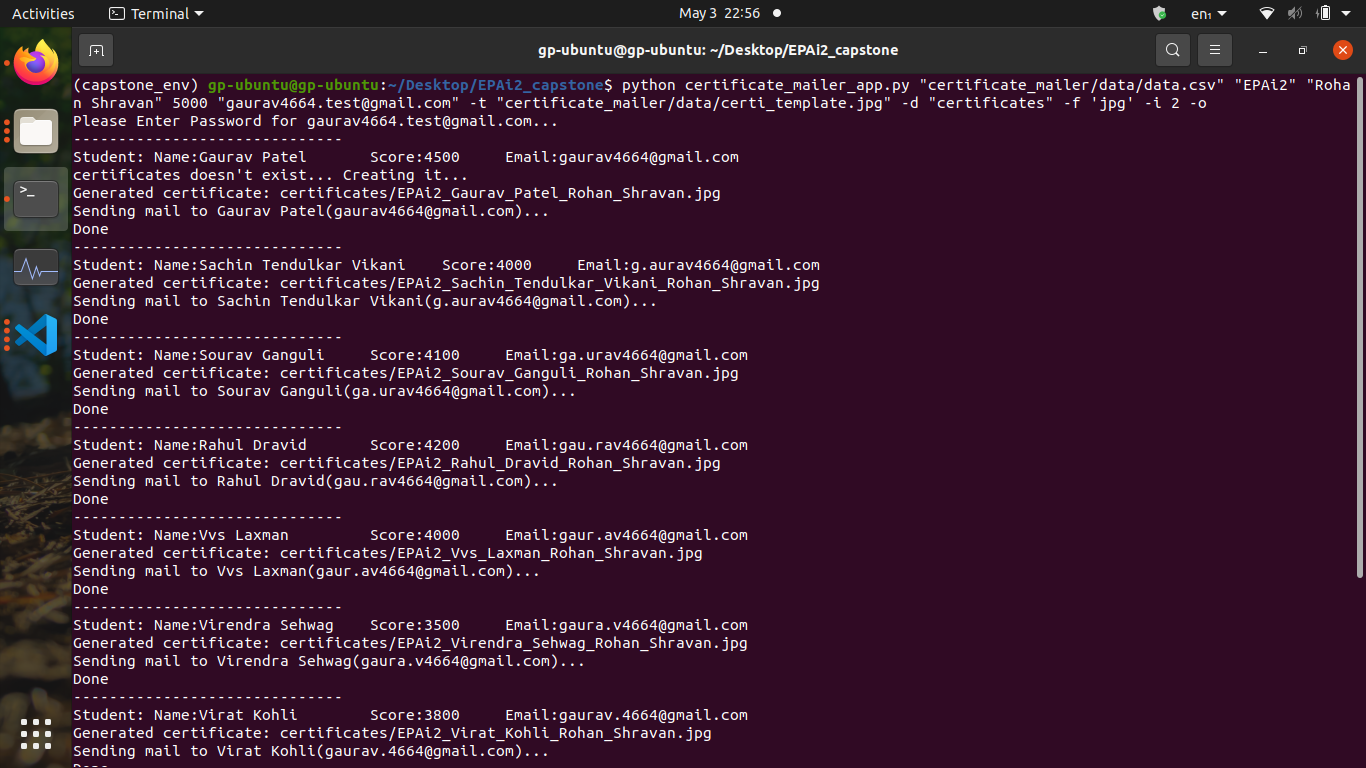 Activities Terminal May 3 22:56 en₁
gp-ubuntu@gp-ubuntu: ~/Desktop/EPAi2_capstone
(capstone_env) gp-ubuntu@gp-ubuntu:~/Desktop/EPAi2_capstone$ python certificate_mailer_app.py "certificate_mailer/data/data.csv" "EPAi2" "Roha
n Shravan" 5000 "gaurav4664.test@gmail.com" -t "certificate_mailer/data/certi_template.jpg" -d "certificates" -f 'jpg' -i 2 -o
Please Enter Password for gaurav4664.test@gmail.com...
------------------------------
Student: Name:Gaurav Patel       Score:4500     Email:gaurav4664@gmail.com
certificates doesn't exist... Creating it...
Generated certificate: certificates/EPAi2_Gaurav_Patel_Rohan_Shravan.jpg
Sending mail to Gaurav Patel(gaurav4664@gmail.com)...
Done
------------------------------
Student: Name:Sachin Tendulkar Vikani    Score:4000     Email:g.aurav4664@gmail.com
Generated certificate: certificates/EPAi2_Sachin_Tendulkar_Vikani_Rohan_Shravan.jpg
Sending mail to Sachin Tendulkar Vikani(g.aurav4664@gmail.com)...
Done
------------------------------
Student: Name:Sourav Ganguli     Score:4100     Email:ga.urav4664@gmail.com
Generated certificate: certificates/EPAi2_Sourav_Ganguli_Rohan_Shravan.jpg
Sending mail to Sourav Ganguli(ga.urav4664@gmail.com)...
Done
------------------------------
Student: Name:Rahul Dravid       Score:4200     Email:gau.rav4664@gmail.com
Generated certificate: certificates/EPAi2_Rahul_Dravid_Rohan_Shravan.jpg
Sending mail to Rahul Dravid(gau.rav4664@gmail.com)...
Done
------------------------------
Student: Name:Vvs Laxman         Score:4000     Email:gaur.av4664@gmail.com
Generated certificate: certificates/EPAi2_Vvs_Laxman_Rohan_Shravan.jpg
Sending mail to Vvs Laxman(gaur.av4664@gmail.com)...
Done
------------------------------
Student: Name:Virendra Sehwag    Score:3500     Email:gaura.v4664@gmail.com
Generated certificate: certificates/EPAi2_Virendra_Sehwag_Rohan_Shravan.jpg
Sending mail to Virendra Sehwag(gaura.v4664@gmail.com)...
Done
------------------------------
Student: Name:Virat Kohli        Score:3800     Email:gaurav.4664@gmail.com
Generated certificate: certificates/EPAi2_Virat_Kohli_Rohan_Shravan.jpg
Sending mail to Virat Kohli(gaurav.4664@gmail.com)...
Done